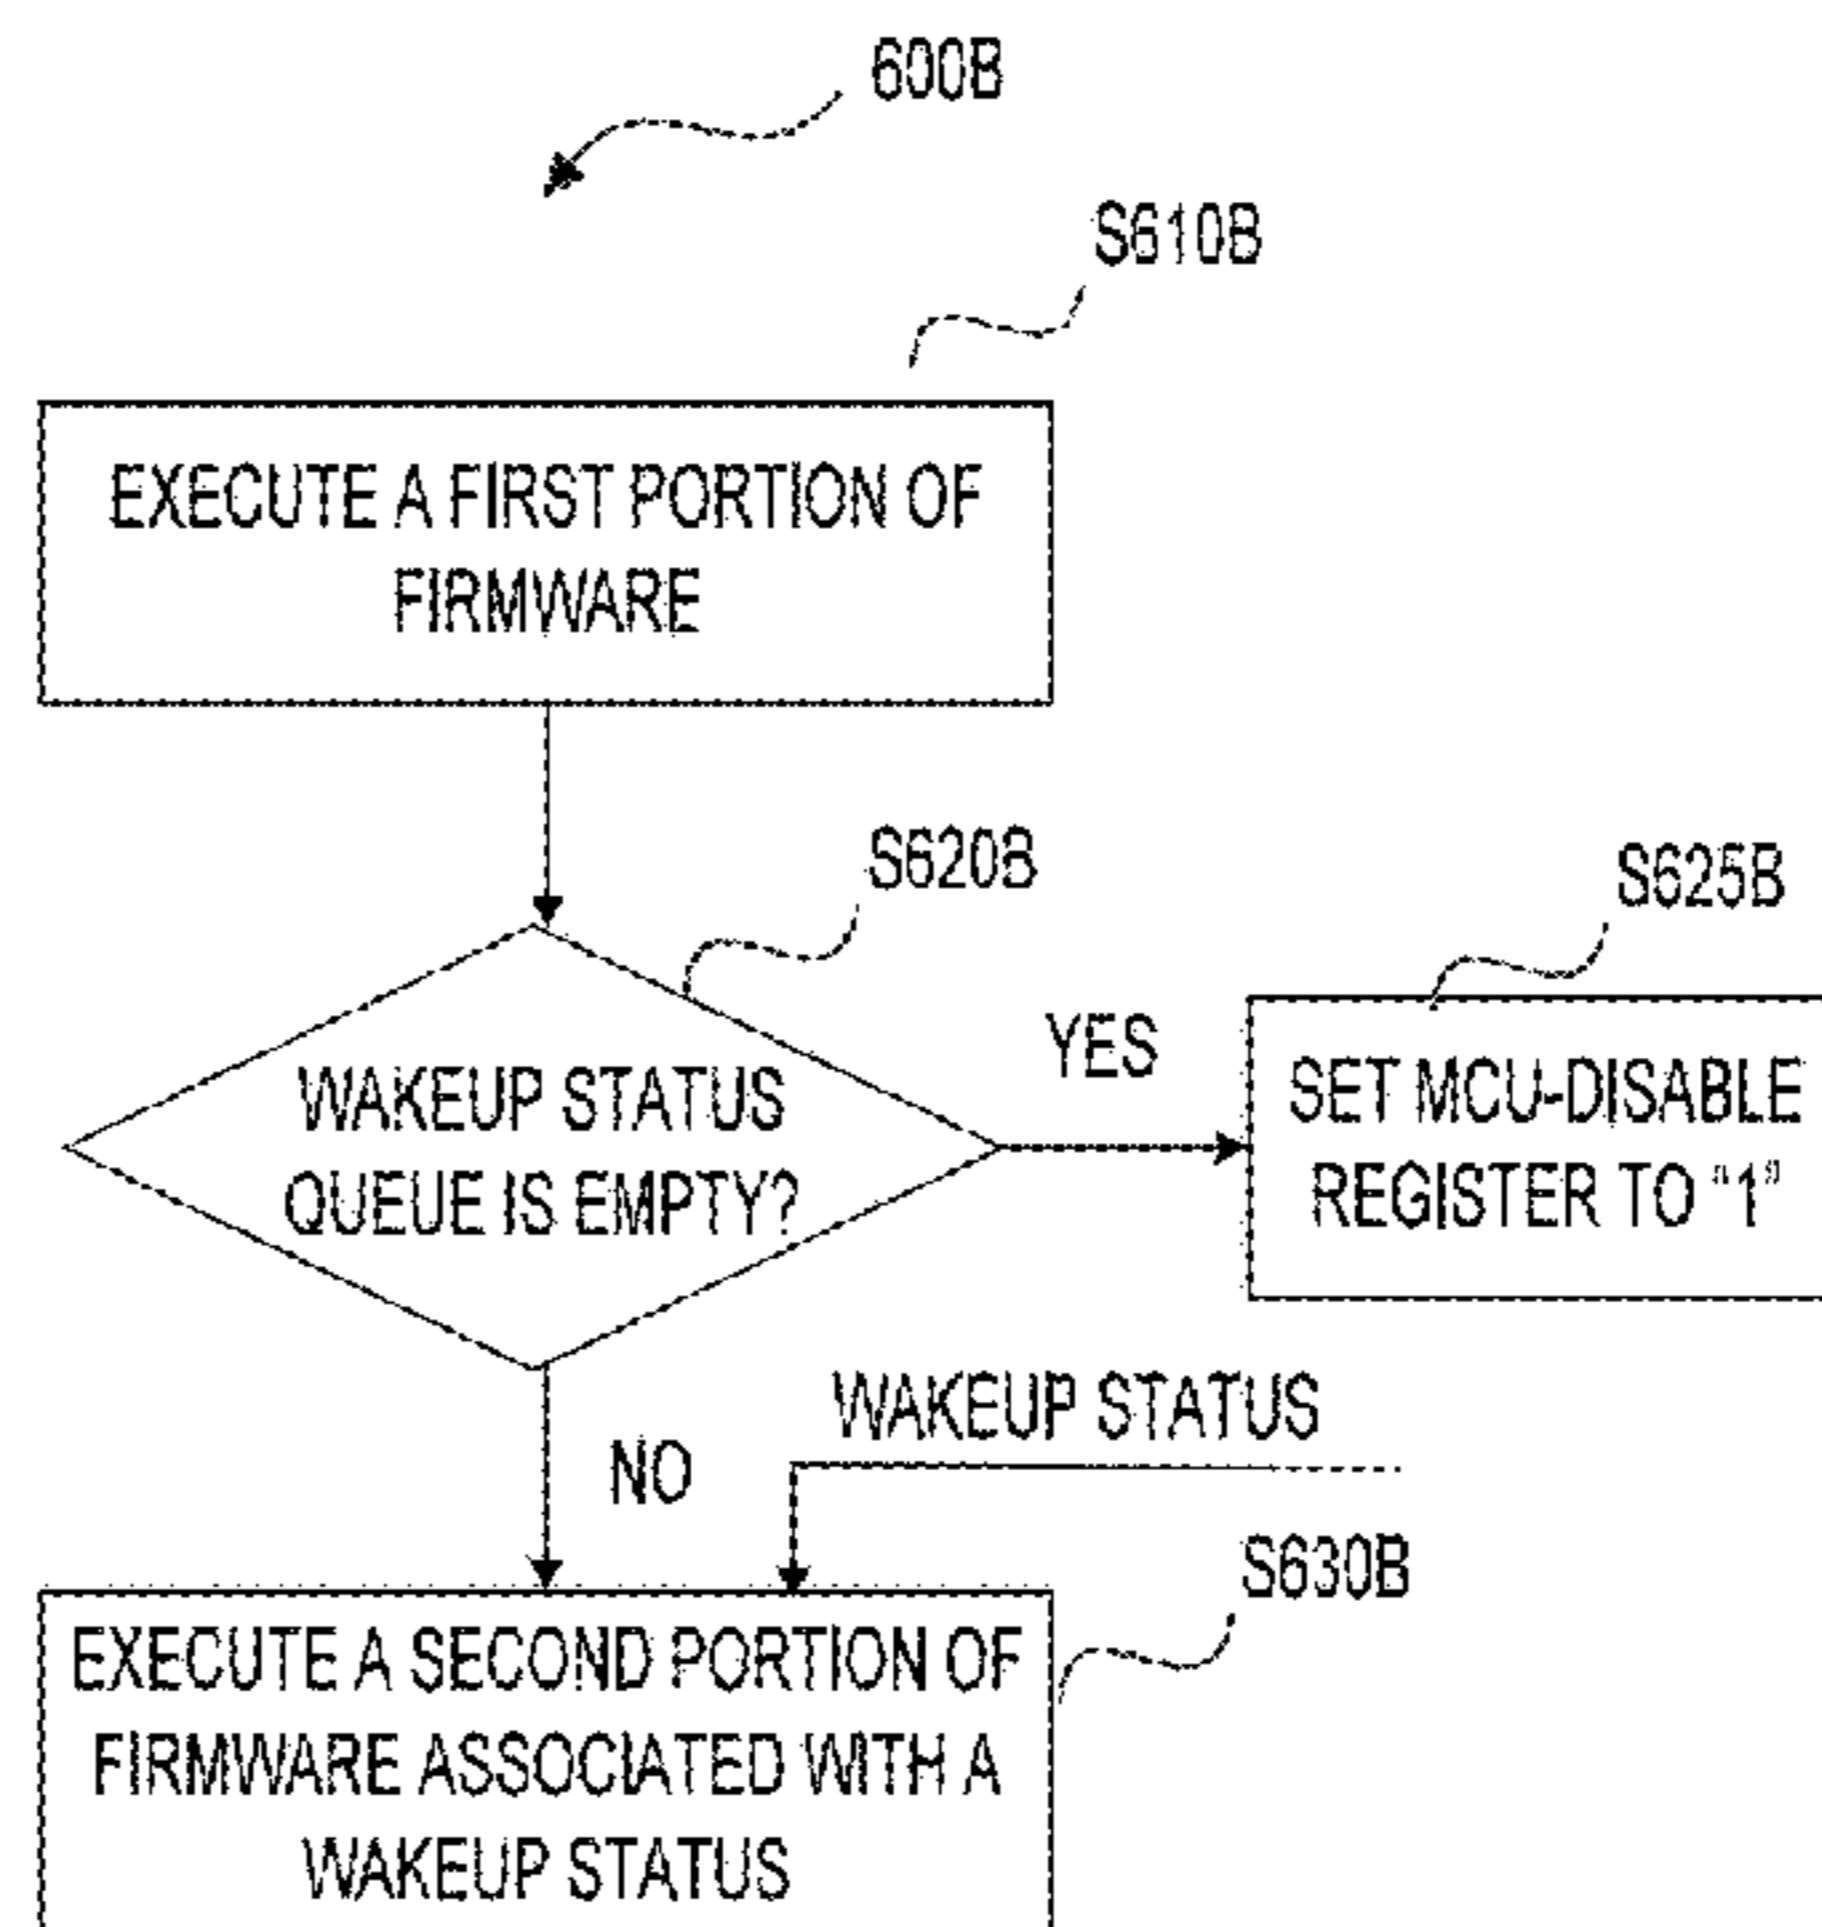 600B
S610B
EXECUTE A FIRST PORTION OF
FIRMWARE
S620B
S625B
WAKEUP STATUS
QUEUE IS EMPTY?
YES
SET MCU-DISABLE
REGISTER TO “1”
NO
WAKEUP STATUS
S630B
EXECUTE A SECOND PORTION OF
FIRMWARE ASSOCIATED WITH A
WAKEUP STATUS